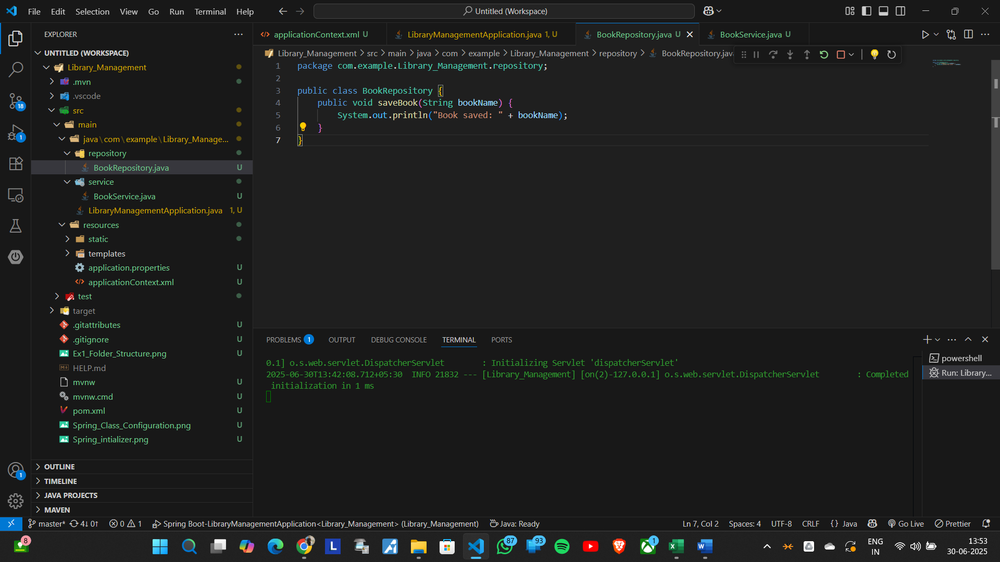 File Edit Selection View Go Run Terminal Help
Untitled (Workspace)
EXPLORER
UNTITLED (WORKSPACE)
Library_Management
.mvn
.vscode
src
main
java\com\example\Library_Manage...
repository
BookRepository.java U
service
BookService.java U
LibraryManagementApplication.java 1, U
resources
static
templates
application.properties U
applicationContext.xml U
test
target
.gitattributes U
.gitignore U
Ex1_Folder_Structure.png U
HELP.md
mvnw U
mvnw.cmd U
pom.xml U
Spring_Class_Configuration.png U
Spring_intializer.png U
OUTLINE
TIMELINE
JAVA PROJECTS
MAVEN
18
1
1
applicationContext.xml U
LibraryManagementApplication.java 1, U
BookRepository.java U
BookService.java U
Library_Management > src > main > java > com > example > Library_Management > repository > BookRepository.java
1 package com.example.Library_Management.repository;
2
3 public class BookRepository {
4 public void saveBook(String bookName) {
5 System.out.println("Book saved: " + bookName);
6 }
7 }
PROBLEMS 1 OUTPUT DEBUG CONSOLE TERMINAL PORTS
0.1] o.s.web.servlet.DispatcherServlet : Initializing Servlet 'dispatcherServlet'
2025-06-30T13:42:08.712+05:30 INFO 21832 --- [Library_Management] [on(2)-127.0.0.1] o.s.web.servlet.DispatcherServlet : Completed
initialization in 1 ms
powershell
Run: Library...
master* 4↓ 0↑ 0 1 Spring Boot-LibraryManagementApplication<Library_Management> (Library_Management) Java: Ready
Ln 7, Col 2 Spaces: 4 UTF-8 CRLF {} Java Go Live Prettier
8
L
87
93
1
W
ENG
IN
13:53
30-06-2025